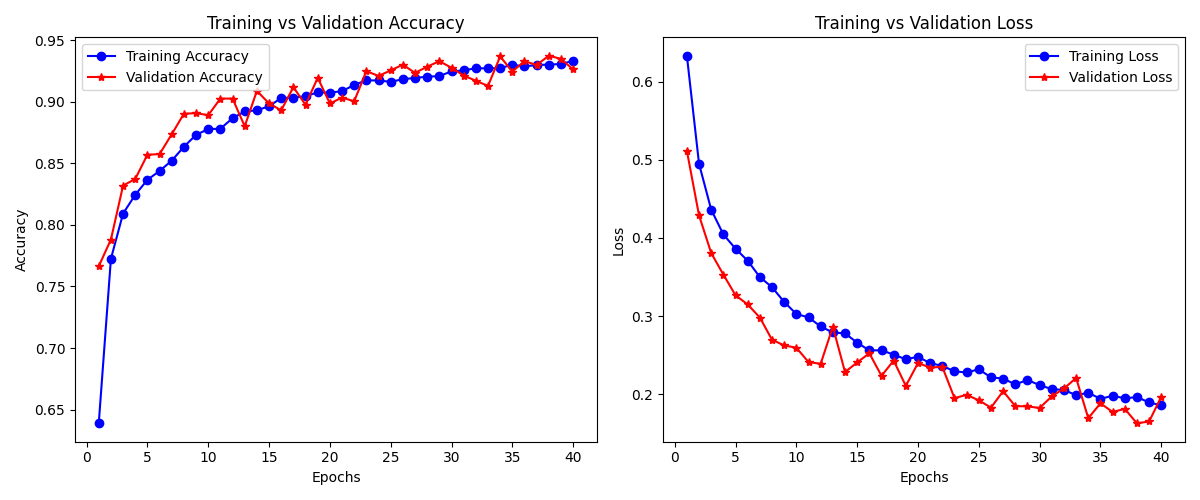 Training vs Validation Accuracy
Training Accuracy
Validation Accuracy
Accuracy
0.95
0.90
0.85
0.80
0.75
0.70
0.65
0 5 10 15 20 25 30 35 40
Epochs
Training vs Validation Loss
Training Loss
Validation Loss
Loss
0.6
0.5
0.4
0.3
0.2
0 5 10 15 20 25 30 35 40
Epochs